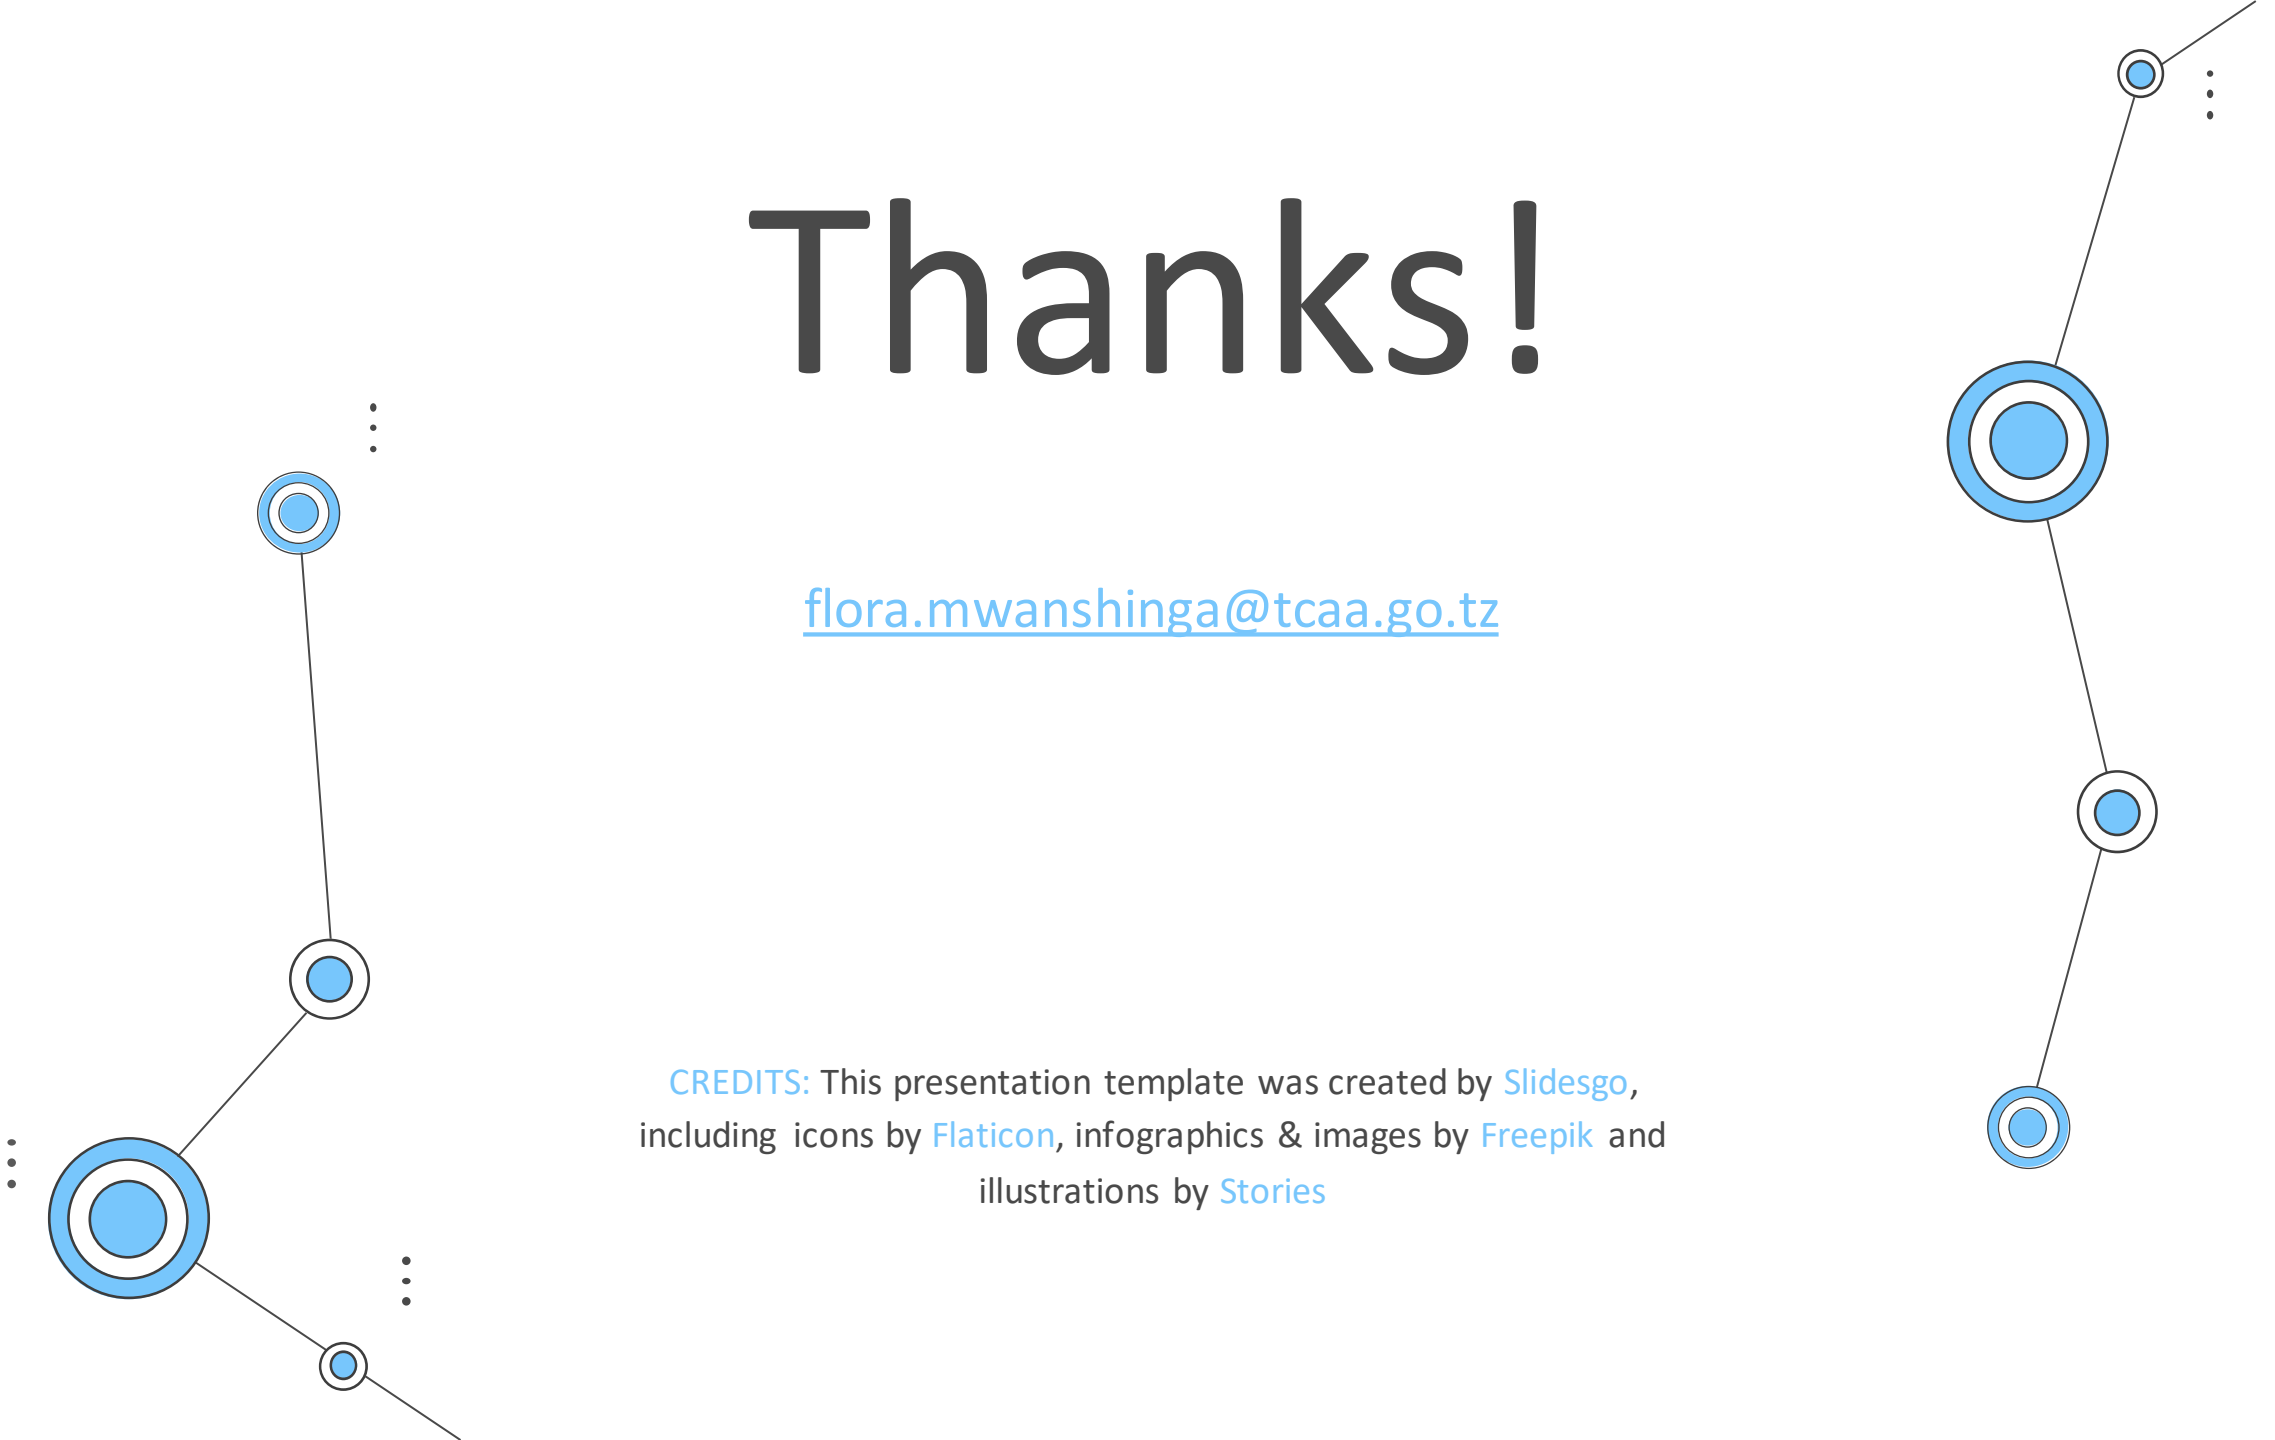 Thanks!
flora.mwanshinga@tcaa.go.tz
CREDITS: This presentation template was created by Slidesgo,
including icons by Flaticon, infographics & images by Freepik and
illustrations by Stories